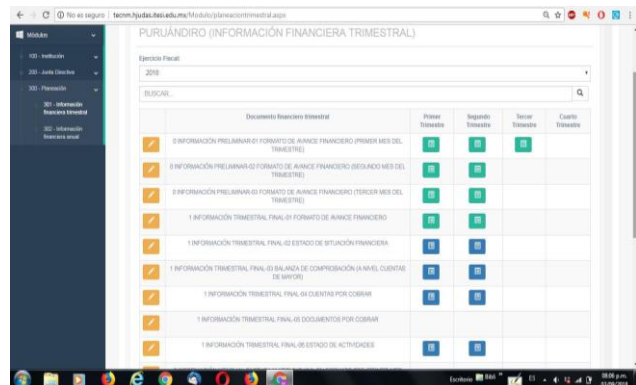 No es seguro | tecnm.hjudas.itesi.edu.mx/Modulo/planeaciontrimestral.aspx
Módulos
100 - Institución
200 - Junta Directiva
300 - Planeación
301 - Información financiera trimestral
302 - Información financiera anual
PURUÁNDIRO (INFORMACIÓN FINANCIERA TRIMESTRAL)
Ejercicio Fiscal:
2018
BUSCAR...
Documento financiero trimestral
Primer Trimestre
Segundo Trimestre
Tercer Trimestre
Cuarto Trimestre
0 INFORMACIÓN PRELIMINAR-01 FORMATO DE AVANCE FINANCIERO (PRIMER MES DEL
TRIMESTRE)
0 INFORMACIÓN PRELIMINAR-02 FORMATO DE AVANCE FINANCIERO (SEGUNDO MES DEL
TRIMESTRE)
0 INFORMACIÓN PRELIMINAR-03 FORMATO DE AVANCE FINANCIERO (TERCER MES DEL
TRIMESTRE)
1 INFORMACIÓN TRIMESTRAL FINAL-01 FORMATO DE AVANCE FINANCIERO
1 INFORMACIÓN TRIMESTRAL FINAL-02 ESTADO DE SITUACIÓN FINANCIERA
1 INFORMACIÓN TRIMESTRAL FINAL-03 BALANZA DE COMPROBACIÓN (A NIVEL CUENTAS
DE MAYOR)
1 INFORMACIÓN TRIMESTRAL FINAL-04 CUENTAS POR COBRAR
1 INFORMACIÓN TRIMESTRAL FINAL-05 DOCUMENTOS POR COBRAR
1 INFORMACIÓN TRIMESTRAL FINAL-06 ESTADO DE ACTIVIDADES
Escritorio
ES
06:06 p.m.